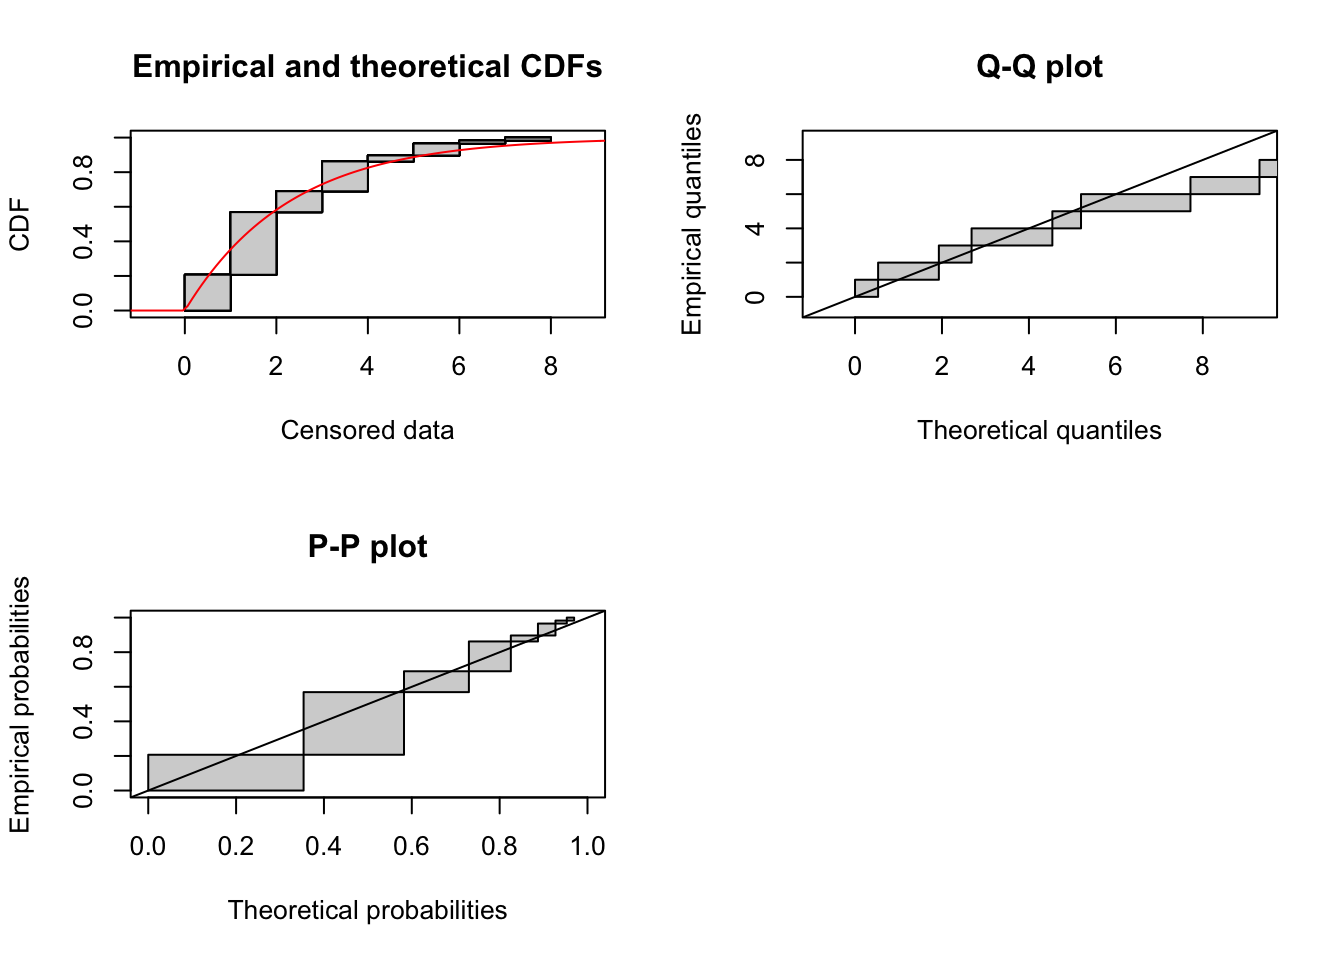 Empirical and theoretical CDFs
CDF
0.0 0.4 0.8
0 2 4 6 8
Censored data
Q-Q plot
Empirical quantiles
0 4 8
0 2 4 6 8
Theoretical quantiles
P-P plot
Empirical probabilities
0.0 0.4 0.8
0.0 0.2 0.4 0.6 0.8 1.0
Theoretical probabilities